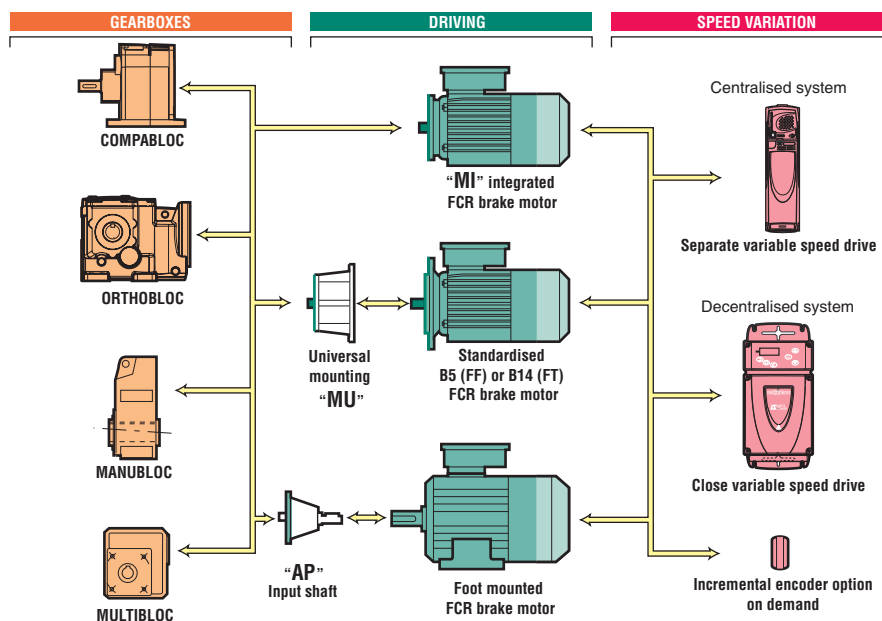 GEARBOXES
DRIVING
SPEED VARIATION
COMPABLOC
ORTHOBLOC
MANUBLOC
MULTIBLOC
"MI" integrated
FCR brake motor
Universal
mounting
"MU"
Standardised
B5 (FF) or B14 (FT)
FCR brake motor
"AP"
Input shaft
Foot mounted
FCR brake motor
Centralised system
Separate variable speed drive
Decentralised system
Close variable speed drive
Incremental encoder option
on demand